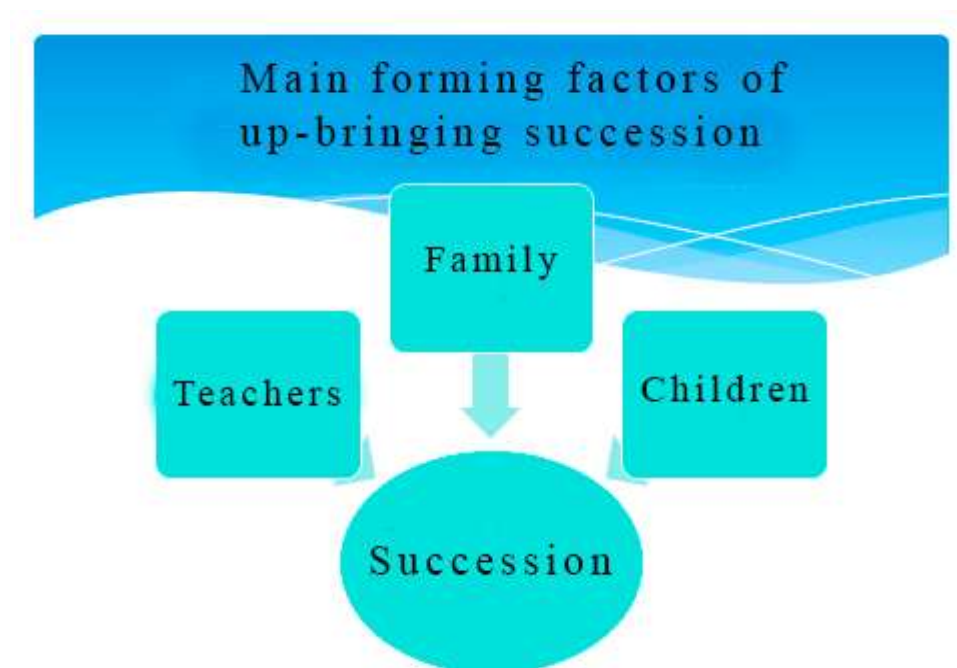 Main forming factors of
up-bringing succession
Family
Teachers
Children
Succession